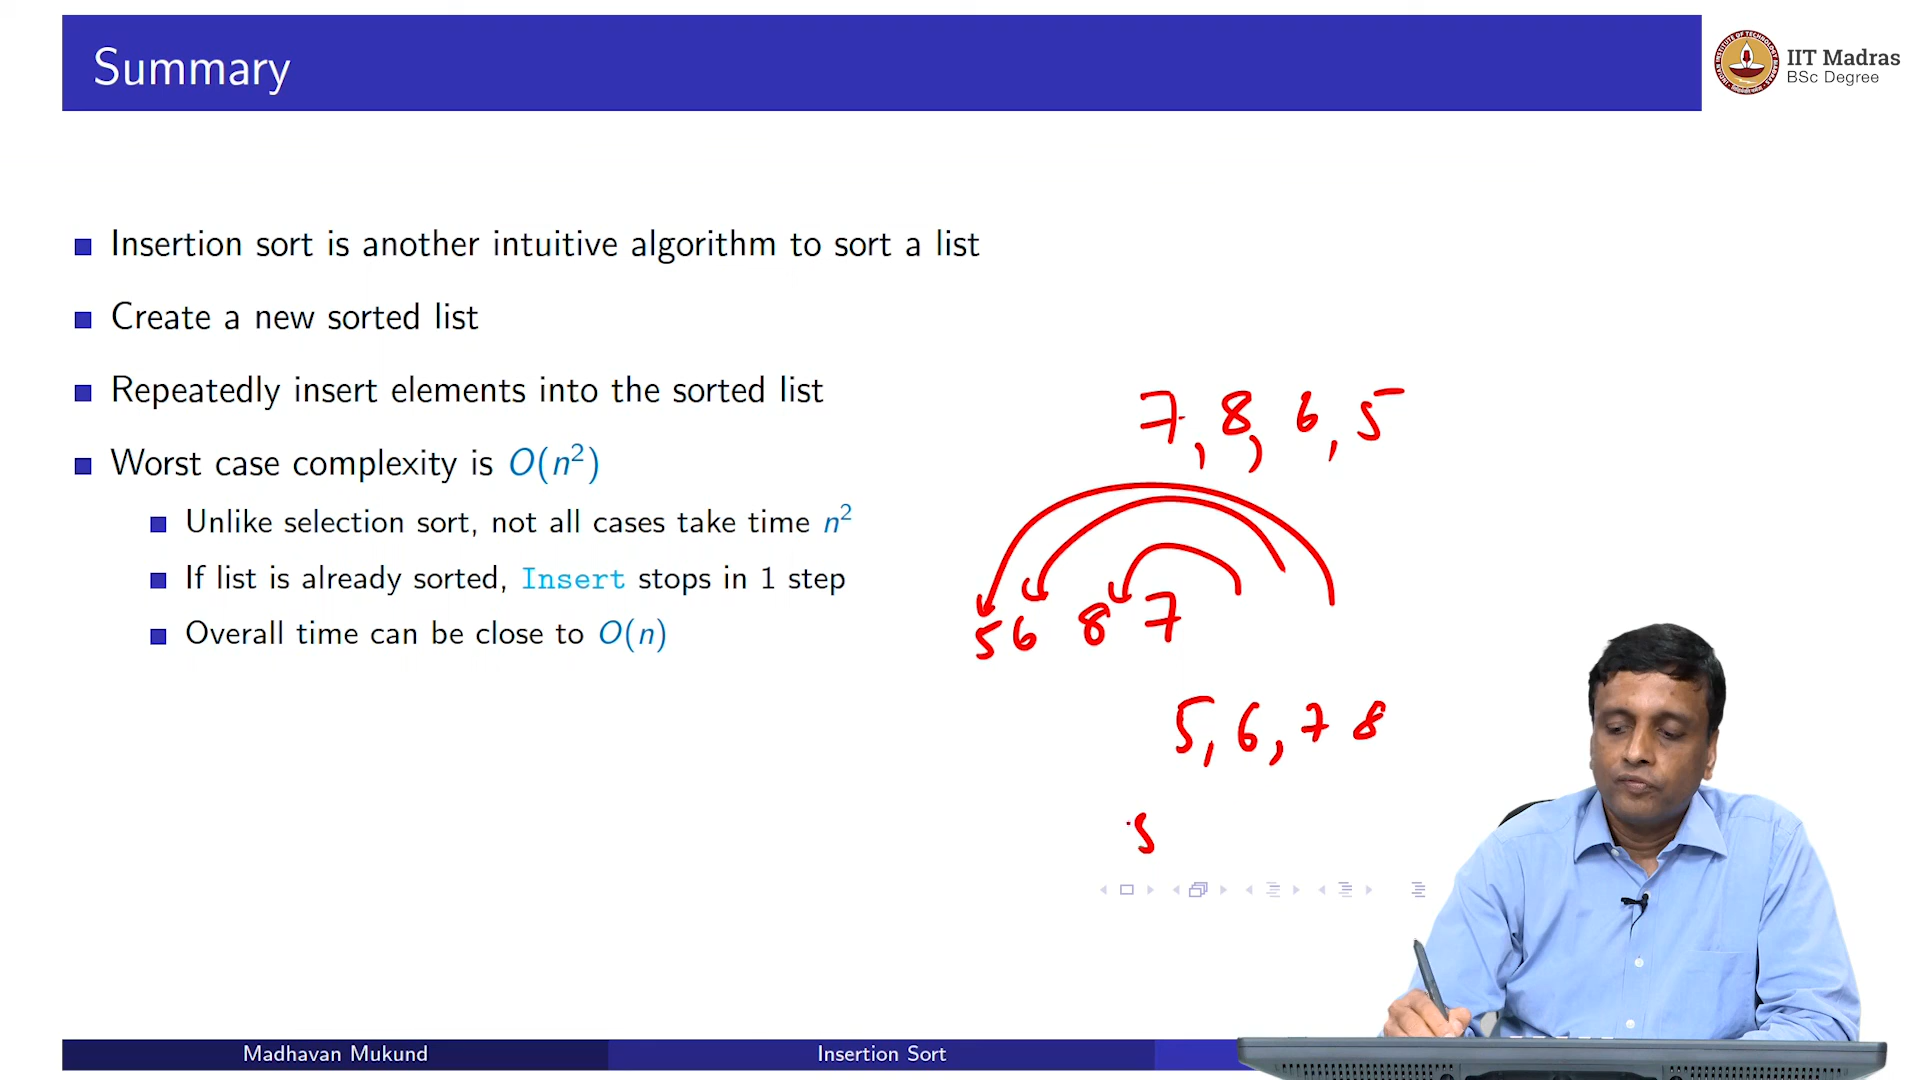 Summary
IIT Madras
BSc Degree
Insertion sort is another intuitive algorithm to sort a list
Create a new sorted list
Repeatedly insert elements into the sorted list
Worst case complexity is O(n²)
Unlike selection sort, not all cases take time n²
If list is already sorted, Insert stops in 1 step
Overall time can be close to O(n)
7, 8, 6, 5
5 6 8 7
5, 6, 7 8
5
Madhavan Mukund
Insertion Sort